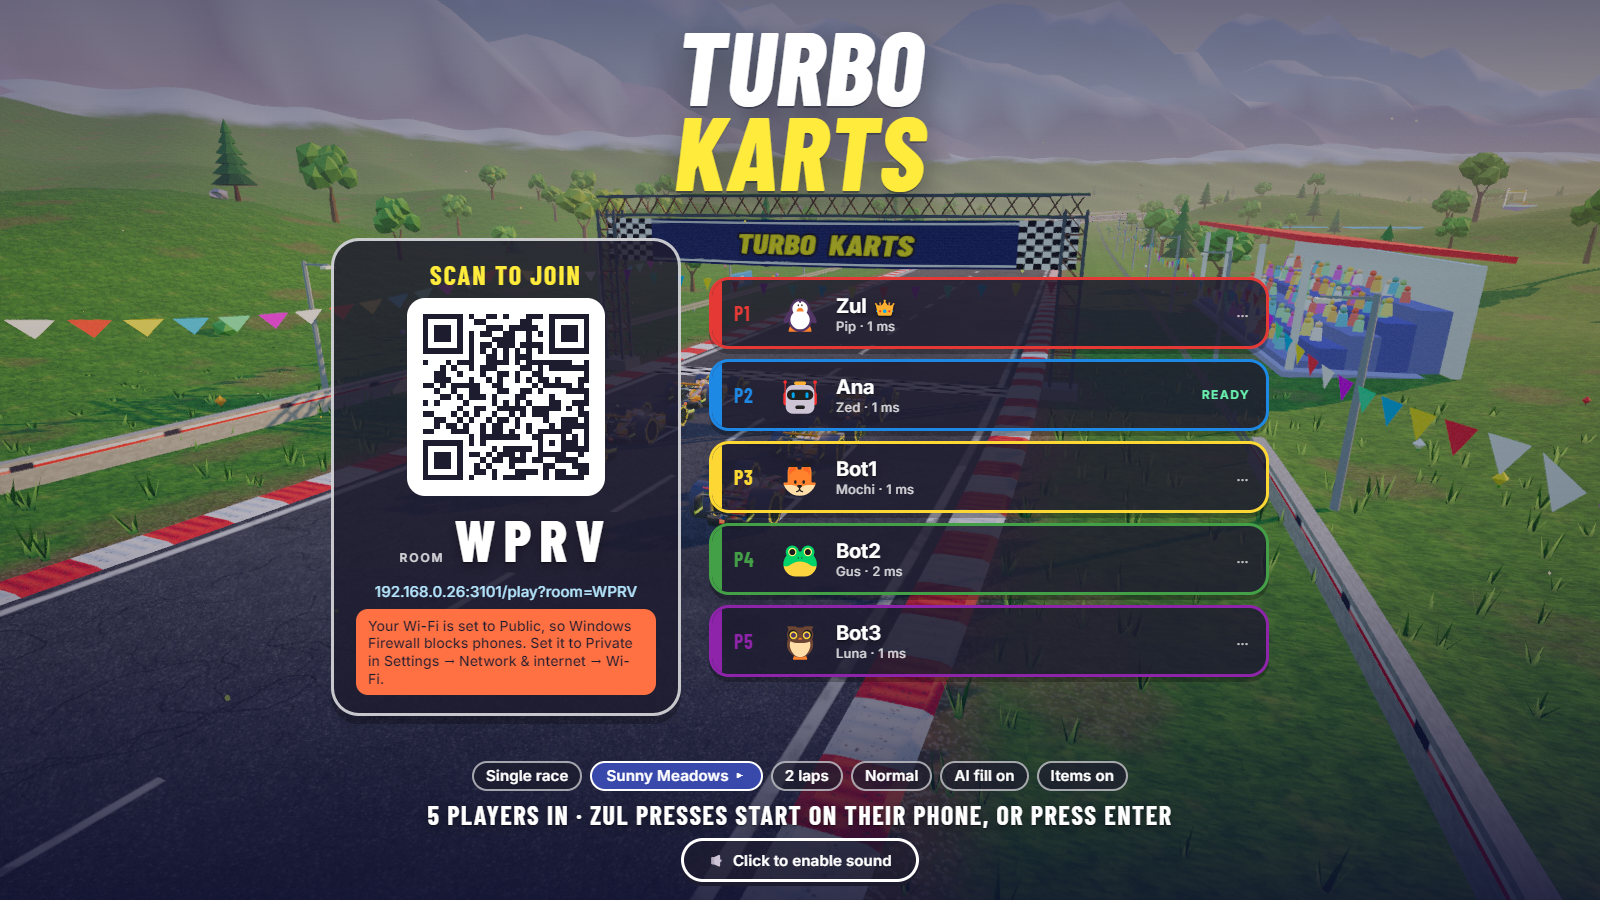 TURBO
KARTS
TURBO KARTS
SCAN TO JOIN
ROOM WPRV
192.168.0.26:3101/play?room=WPRV
Your Wi-Fi is set to Public, so Windows
Firewall blocks phones. Set it to Private
in Settings → Network & internet → Wi-
Fi.
P1 Zul
Pip · 1 ms
...
P2 Ana
Zed · 1 ms
READY
P3 Bot1
Mochi · 1 ms
...
P4 Bot2
Gus · 2 ms
...
P5 Bot3
Luna · 1 ms
...
Single race Sunny Meadows ▸ 2 laps Normal AI fill on Items on
5 PLAYERS IN · ZUL PRESSES START ON THEIR PHONE, OR PRESS ENTER
Click to enable sound